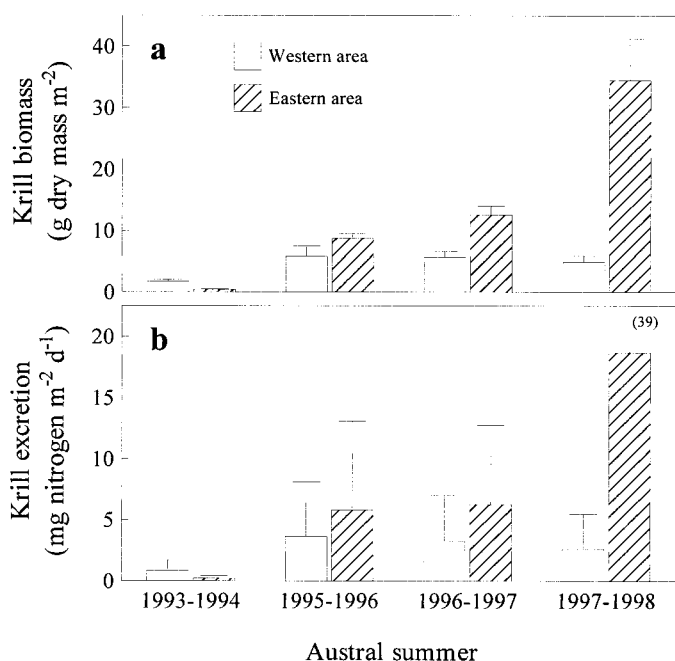 a
Western area
Eastern area
Krill biomass
(g dry mass m⁻²)
40
30
20
10
0
b
(39)
Krill excretion
(mg nitrogen m⁻² d⁻¹)
20
15
10
5
0
1993-1994 1995-1996 1996-1997 1997-1998
Austral summer